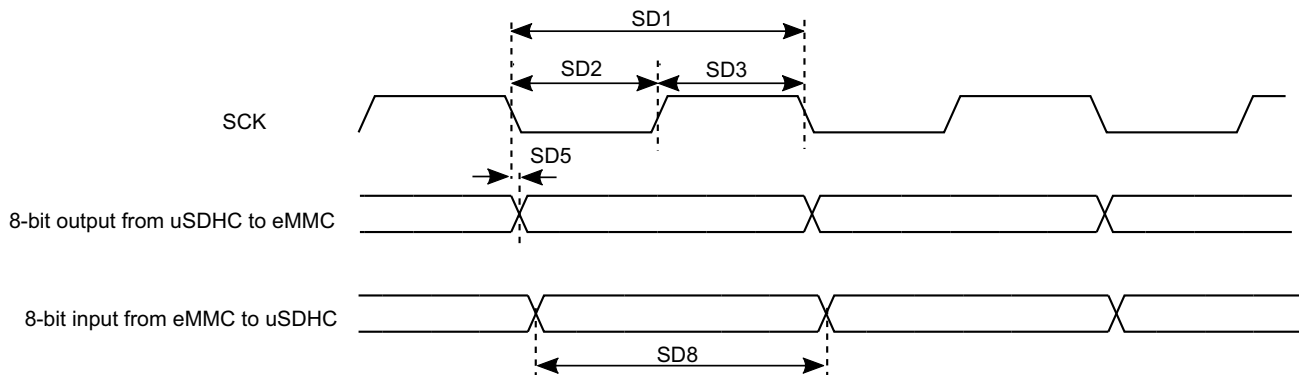 SD1
SD2
SD3
SCK
SD5
8-bit output from uSDHC to eMMC
8-bit input from eMMC to uSDHC
SD8